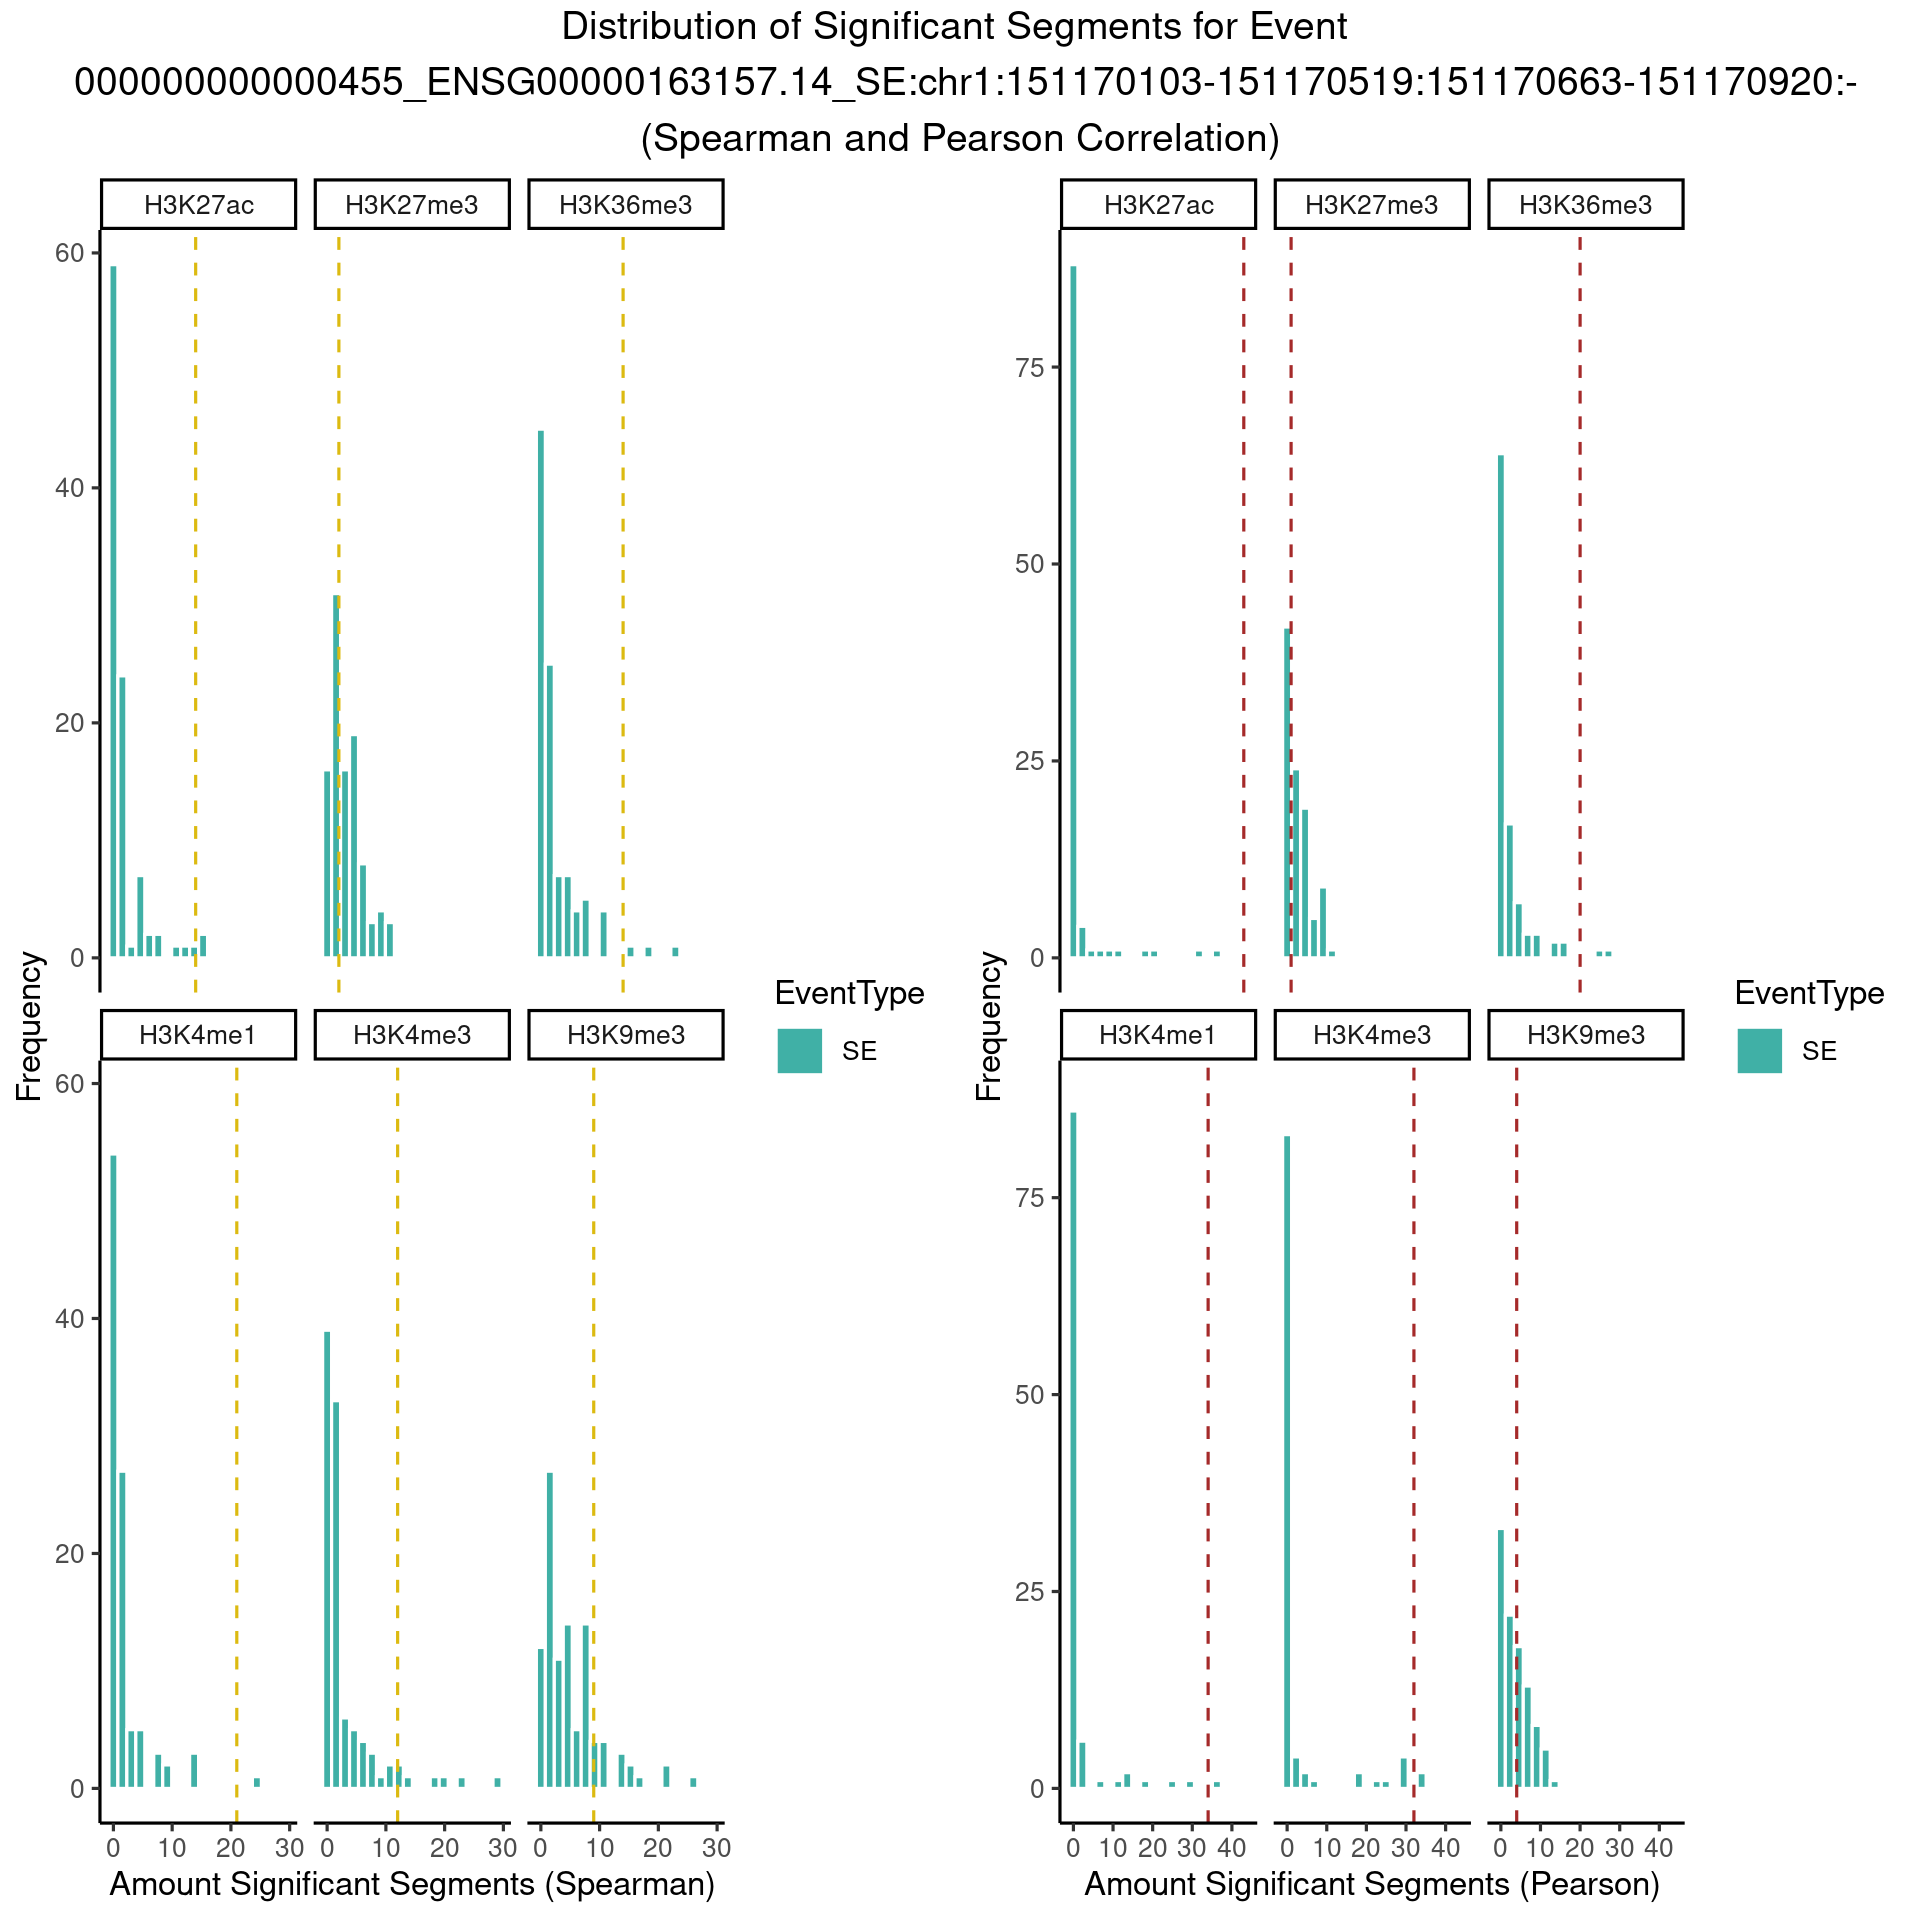 Distribution of Significant Segments for Event
000000000000455_ENSG00000163157.14_SE:chr1:151170103-151170519:151170663-151170920:-
(Spearman and Pearson Correlation)
H3K27ac H3K27me3 H3K36me3
60
40
20
0
H3K4me1 H3K4me3 H3K9me3
60
40
20
0
0 10 20 30 0 10 20 30 0 10 20 30
Frequency
Amount Significant Segments (Spearman)
EventType
SE
H3K27ac H3K27me3 H3K36me3
75
50
25
0
H3K4me1 H3K4me3 H3K9me3
75
50
25
0
0 10 20 30 40 0 10 20 30 40 0 10 20 30 40
Frequency
Amount Significant Segments (Pearson)
EventType
SE